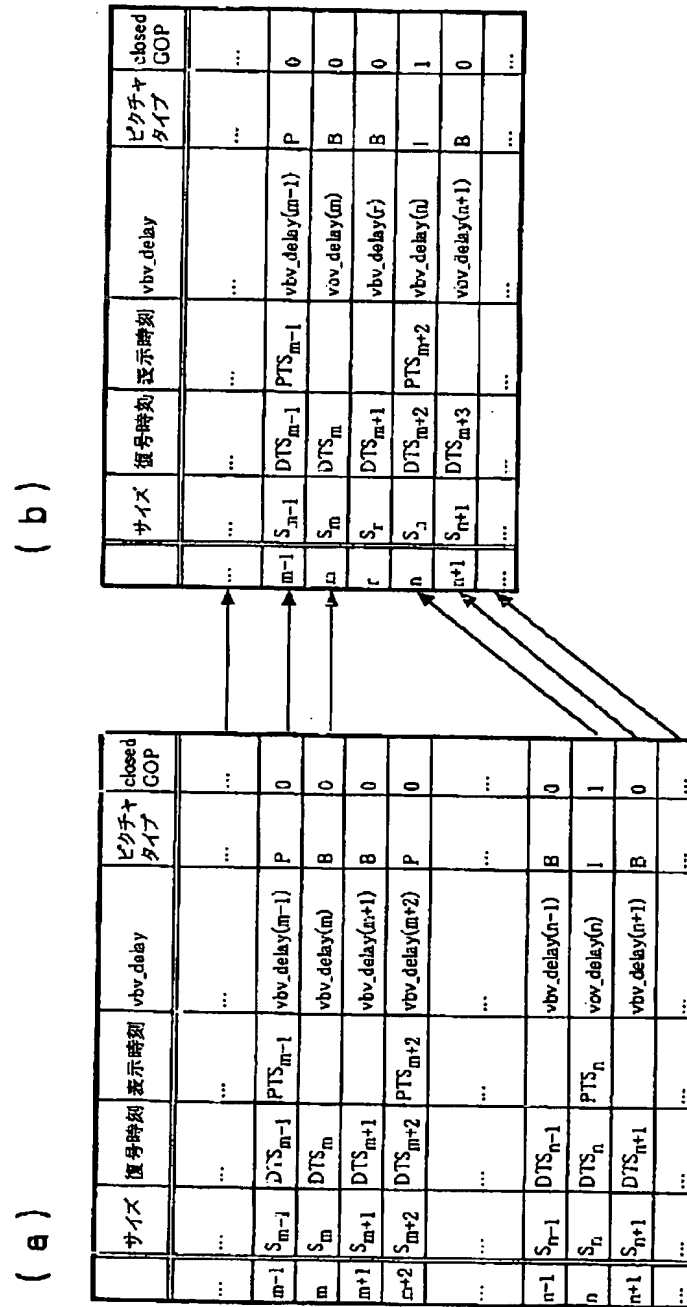 (a)
サイズ 復号時刻 表示時刻 vbv_delay ピクチャタイプ closed GOP
... ... ... ... ... ... ...
m-1 S_m-1 DTS_m-1 PTS_m-1 vbv_delay(m-1) P 0
m S_m DTS_m vbv_delay(m) B 0
m+1 S_m+1 DTS_m+1 vbv_delay(m+1) B 0
m+2 S_m+2 DTS_m+2 PTS_m+2 vbv_delay(m+2) P 0
... ... ... ... ... ... ...
n-1 S_n-1 DTS_n-1 vbv_delay(n-1) B 0
n S_n DTS_n PTS_n vbv_delay(n) I 1
n+1 S_n+1 DTS_n+1 vbv_delay(n+1) B 0
... ... ... ... ... ...
(b)
サイズ 復号時刻 表示時刻 vbv_delay ピクチャタイプ closed GOP
... ... ... ... ... ... ...
m-1 S_m-1 DTS_m-1 PTS_m-1 vbv_delay(m-1) P 0
m S_m DTS_m vbv_delay(m) B 0
r S_r DTS_m+1 vbv_delay(r) B 0
n S_n DTS_m+2 PTS_m+2 vbv_delay(n) I 1
n+1 S_n+1 DTS_m+3 vbv_delay(n+1) B 0
... ... ... ... ... ... ...